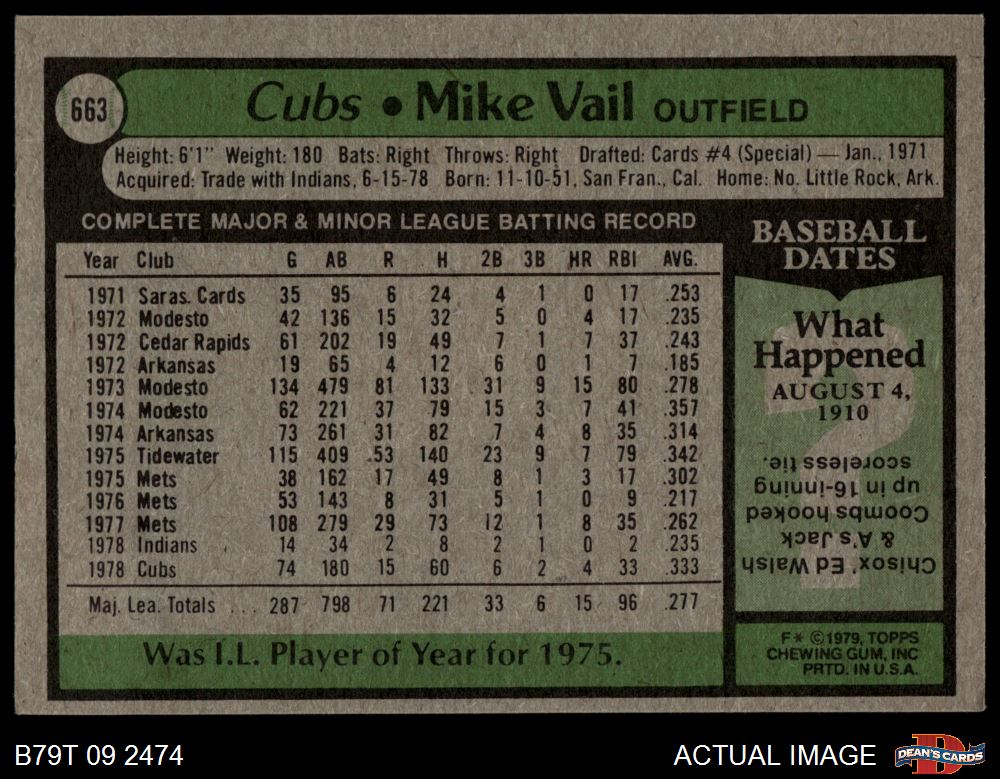 663
Cubs • Mike Vail OUTFIELD
Height: 6'1" Weight: 180 Bats: Right Throws: Right Drafted: Cards #4 (Special) — Jan., 1971
Acquired: Trade with Indians, 6-15-78 Born: 11-10-51, San Fran., Cal. Home: No. Little Rock, Ark.
COMPLETE MAJOR & MINOR LEAGUE BATTING RECORD
Year Club G AB R H 2B 3B HR RBI AVG.
1971 Saras. Cards 35 95 6 24 4 1 0 17 .253
1972 Modesto 42 136 15 32 5 0 4 17 .235
1972 Cedar Rapids 61 202 19 49 7 1 7 37 .243
1972 Arkansas 19 65 4 12 6 0 1 7 .185
1973 Modesto 134 479 81 133 31 9 15 80 .278
1974 Modesto 62 221 37 79 15 3 7 41 .357
1974 Arkansas 73 261 31 82 7 4 8 35 .314
1975 Tidewater 115 409 53 140 23 9 7 79 .342
1975 Mets 38 162 17 49 8 1 3 17 .302
1976 Mets 53 143 8 31 5 1 0 9 .217
1977 Mets 108 279 29 73 12 1 8 35 .262
1978 Indians 14 34 2 8 2 1 0 2 .235
1978 Cubs 74 180 15 60 6 2 4 33 .333
Maj. Lea. Totals ... 287 798 71 221 33 6 15 96 .277
Was I.L. Player of Year for 1975.
BASEBALL
DATES
What
Happened
AUGUST 4,
1910
Chisox' Ed Walsh
& A's Jack
Coombs hooked
up in 16-inning
scoreless tie.
F* ©1979, TOPPS
CHEWING GUM, INC
PRTD. IN U.S.A.
B79T 09 2474
ACTUAL IMAGE
D
DEAN'S CARDS